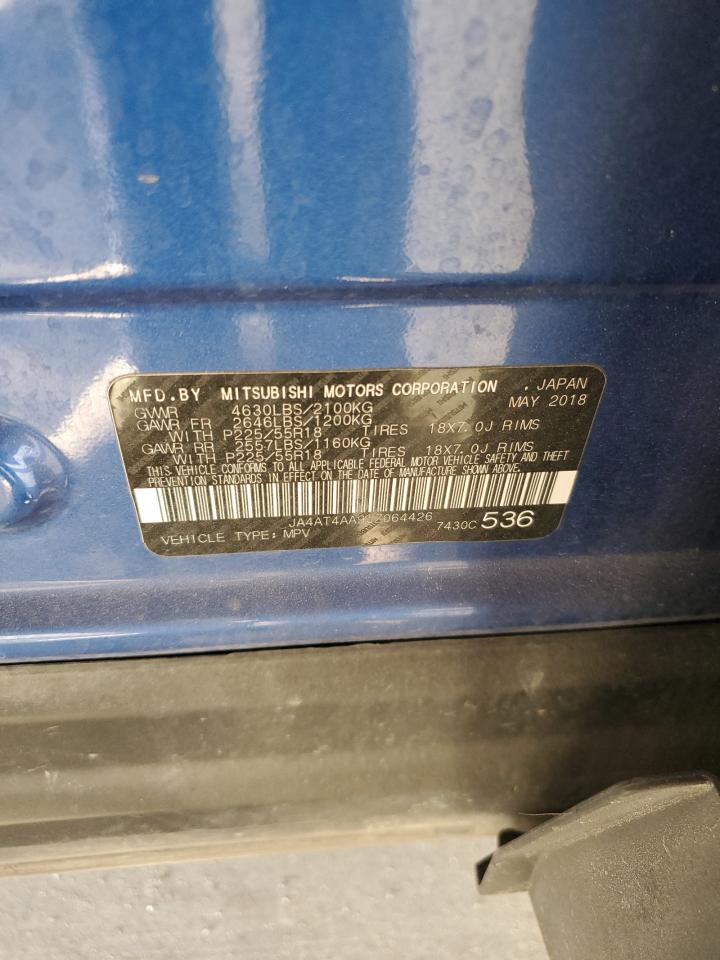 MFD.BY MITSUBISHI MOTORS CORPORATION . JAPAN
GVWR 4630LBS/2100KG MAY 2018
GAWR FR 2646LBS/1200KG
WITH P225/55R18 TIRES 18X7.0J RIMS
GAWR RR 2557LBS/1160KG
WITH P225/55R18 TIRES 18X7.0J RIMS
THIS VEHICLE CONFORMS TO ALL APPLICABLE FEDERAL MOTOR VEHICLE SAFETY AND THEFT
PREVENTION STANDARDS IN EFFECT ON THE DATE OF MANUFACTURE SHOWN ABOVE.
7430C 536
VEHICLE TYPE: MPV